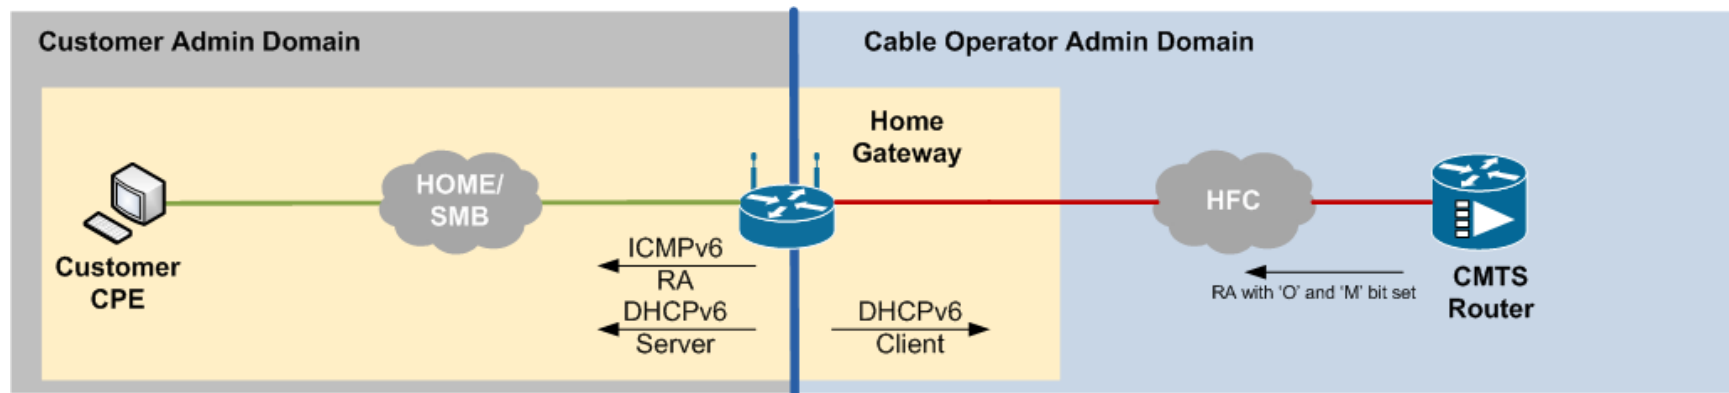 Customer Admin Domain
Cable Operator Admin Domain
Home
Gateway
HOME/
SMB
HFC
Customer
CPE
ICMPv6
RA
DHCPv6
Server
DHCPv6
Client
RA with ‘O’ and ‘M’ bit set
CMTS
Router